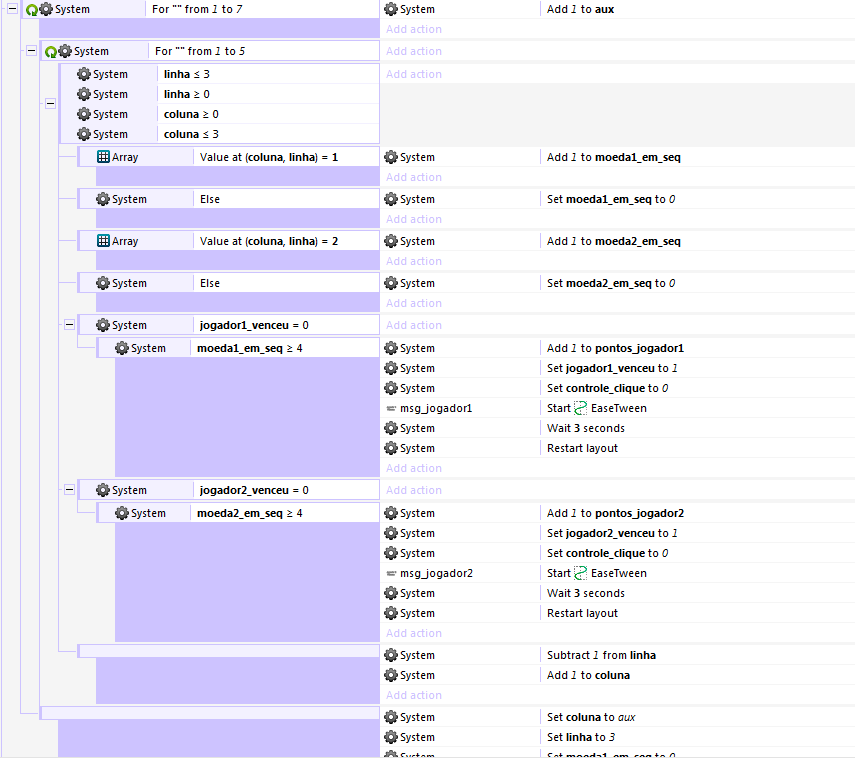 System For "" from 1 to 7 System Add 1 to aux
Add action
System For "" from 1 to 5 Add action
System linha ≤ 3 Add action
System linha ≥ 0
System coluna ≥ 0
System coluna ≤ 3
Array Value at (coluna, linha) = 1 System Add 1 to moeda1_em_seq
Add action
System Else System Set moeda1_em_seq to 0
Add action
Array Value at (coluna, linha) = 2 System Add 1 to moeda2_em_seq
Add action
System Else System Set moeda2_em_seq to 0
Add action
System jogador1_venceu = 0 Add action
System moeda1_em_seq ≥ 4 System Add 1 to pontos_jogador1
System Set jogador1_venceu to 1
System Set controle_clique to 0
msg_jogador1 Start EaseTween
System Wait 3 seconds
System Restart layout
Add action
System jogador2_venceu = 0 Add action
System moeda2_em_seq ≥ 4 System Add 1 to pontos_jogador2
System Set jogador2_venceu to 1
System Set controle_clique to 0
msg_jogador2 Start EaseTween
System Wait 3 seconds
System Restart layout
Add action
System Subtract 1 from linha
System Add 1 to coluna
Add action
System Set coluna to aux
System Set linha to 3
System Set moeda1_em_seq to 0